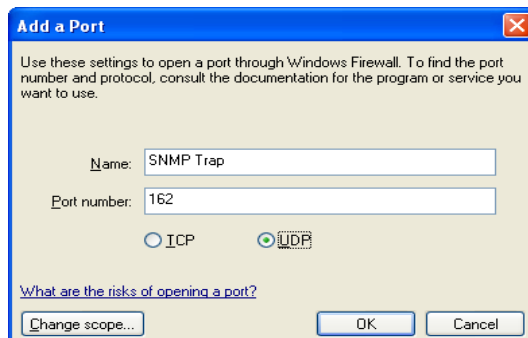 Add a Port
Use these settings to open a port through Windows Firewall. To find the port
number and protocol, consult the documentation for the program or service you
want to use.
Name: SNMP Trap
Port number: 162
TCP UDP
What are the risks of opening a port?
Change scope... OK Cancel